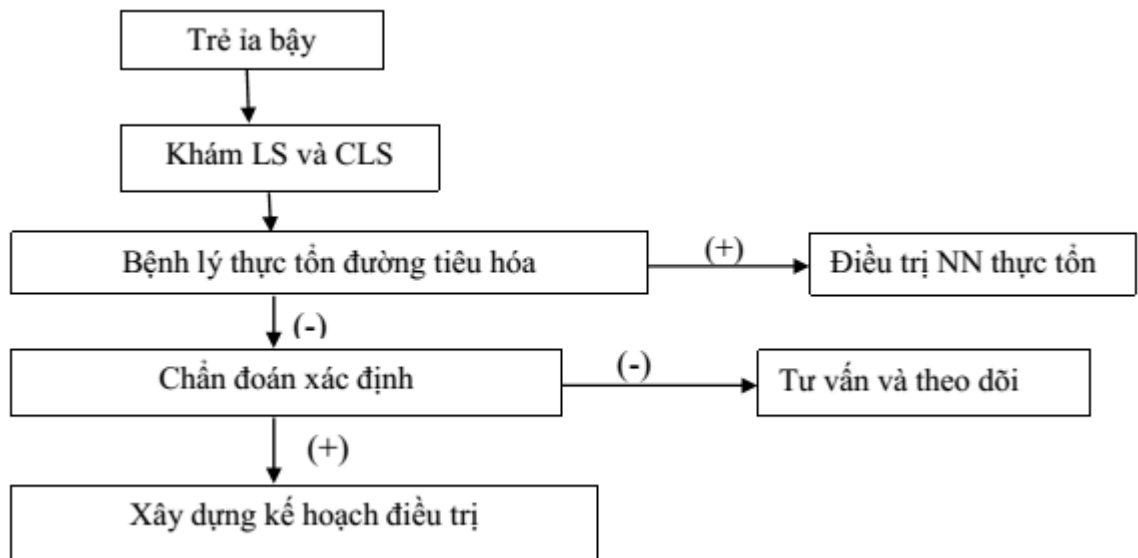 Trẻ ỉa bậy
Khám LS và CLS
Bệnh lý thực tổn đường tiêu hóa
(+)
Điều trị NN thực tổn
(-)
Chẩn đoán xác định
(-)
Tư vấn và theo dõi
(+)
Xây dựng kế hoạch điều trị